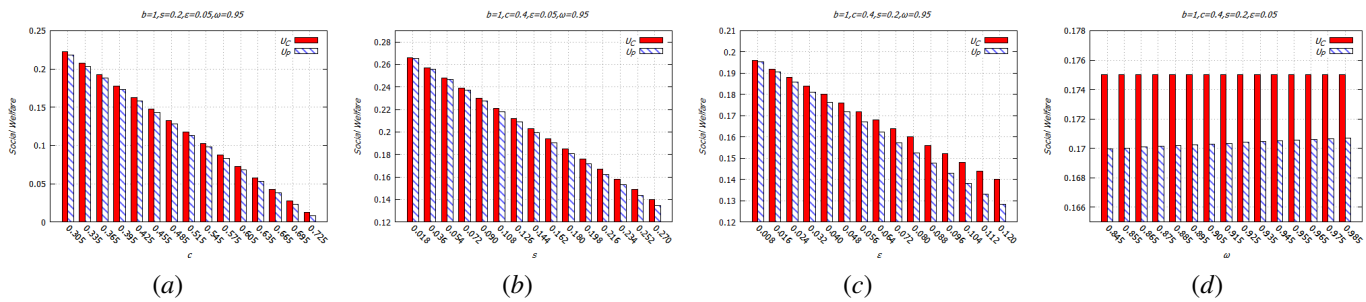 b=1,s=0.2,ε=0.05,ω=0.95
Social Welfare
U_C
U_P
0.25
0.2
0.15
0.1
0.05
0
0.305 0.335 0.365 0.395 0.425 0.455 0.485 0.515 0.545 0.575 0.605 0.635 0.665 0.695 0.725
c
(a)
b=1,c=0.4,ε=0.05,ω=0.95
Social Welfare
U_C
U_P
0.28
0.26
0.24
0.22
0.2
0.18
0.16
0.14
0.12
0.018 0.036 0.054 0.072 0.090 0.108 0.126 0.144 0.162 0.180 0.198 0.216 0.234 0.252 0.270
s
(b)
b=1,c=0.4,s=0.2,ω=0.95
Social Welfare
U_C
U_P
0.21
0.2
0.19
0.18
0.17
0.16
0.15
0.14
0.13
0.12
0.008 0.016 0.024 0.032 0.040 0.048 0.056 0.064 0.072 0.080 0.088 0.096 0.104 0.112 0.120
ε
(c)
b=1,c=0.4,s=0.2,ε=0.05
Social Welfare
U_C
U_P
0.178
0.176
0.174
0.172
0.17
0.168
0.166
0.845 0.855 0.865 0.875 0.885 0.895 0.905 0.915 0.925 0.935 0.945 0.955 0.965 0.975 0.985
ω
(d)